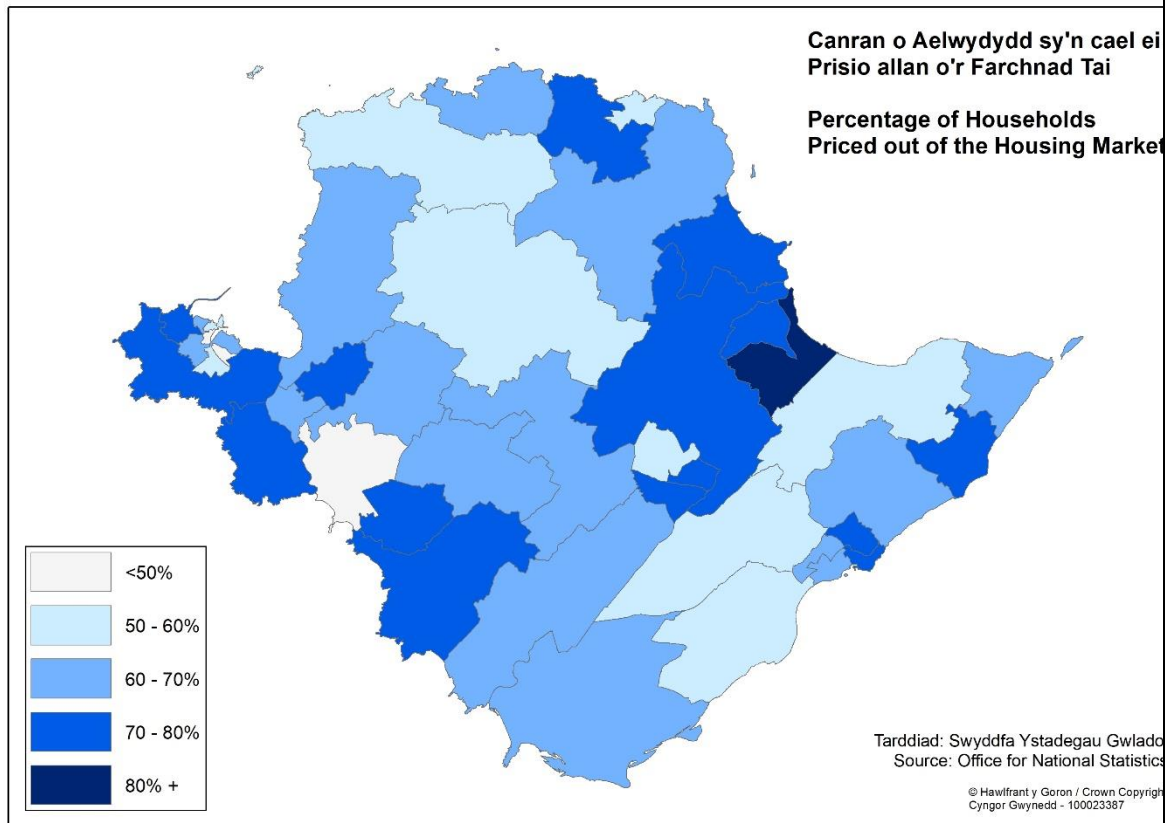 Canran o Aelwydydd sy'n cael ei
Prisio allan o'r Farchnad Tai
Percentage of Households
Priced out of the Housing Market
<50%
50 - 60%
60 - 70%
70 - 80%
80% +
Tarddiad: Swyddfa Ystadegau Gwlado
Source: Office for National Statistics
© Hawlfraint y Goron / Crown Copyrigh
Cyngor Gwynedd - 100023387